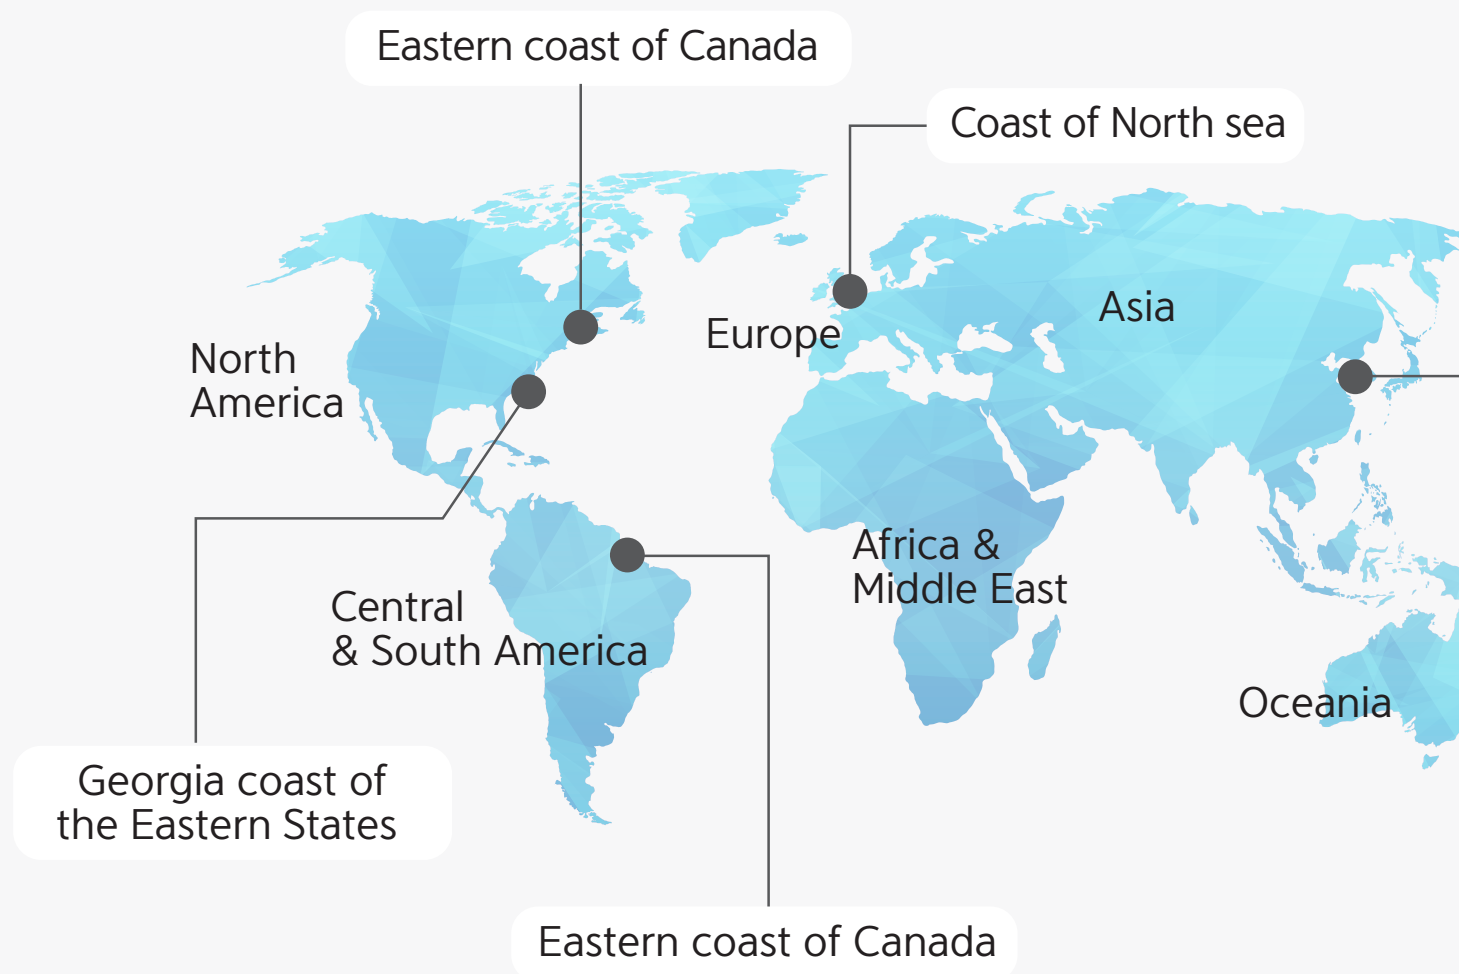 Eastern coast of Canada
Coast of North sea
Asia
Europe
North
America
Africa &
Middle East
Central
& South America
Oceania
Georgia coast of
the Eastern States
Eastern coast of Canada